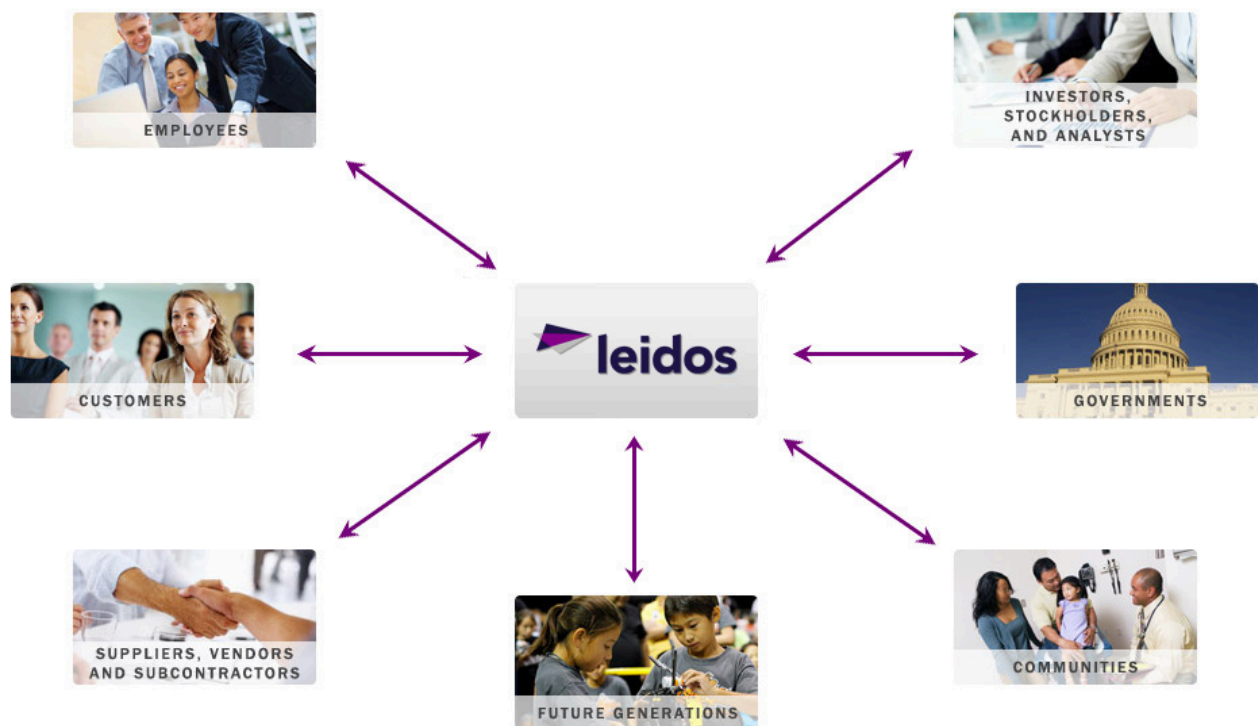 EMPLOYEES
INVESTORS,
STOCKHOLDERS,
AND ANALYSTS
CUSTOMERS
leidos
GOVERNMENTS
SUPPLIERS, VENDORS
AND SUBCONTRACTORS
FUTURE GENERATIONS
COMMUNITIES